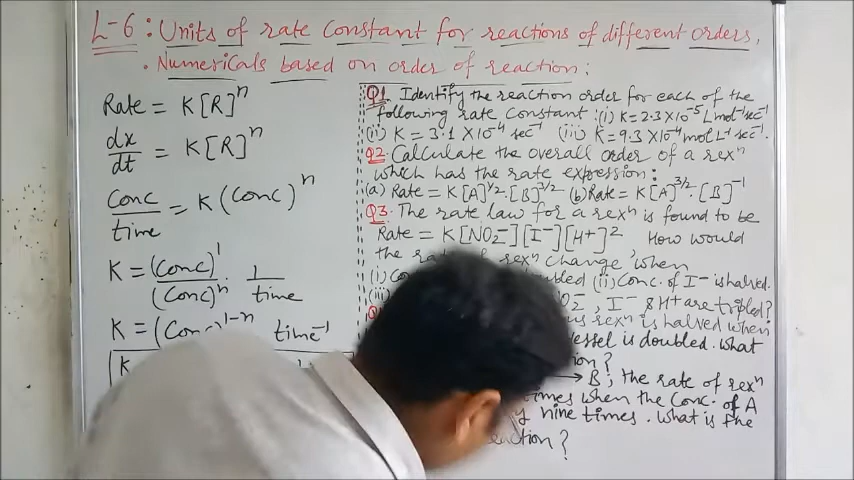 L-6 : Units of rate constant for reactions of different orders,
. Numericals based on order of reaction :
Rate = K[R]^n
dx/dt = K[R]^n
Conc/time = K(Conc)^n
K = (Conc)^1/(Conc)^n . 1/time
K = (Conc)^1-n time^-1
K
Q1. Identify the reaction order for each of the
following rate constant : (i) K = 2.3 X 10^-5 L mol^-1 sec^-1
(ii) K = 3.1 X 10^-4 sec^-1 (iii) K = 9.3 X 10^-4 mol L^-1 sec^-1.
Q2. Calculate the overall order of a rex^n
which has the rate expression :
(a) Rate = K[A]^1/2 . [B]^3/2 (b) Rate = K[A]^3/2 . [B]^-1
Q3. The rate law for a rex^n is found to be
Rate = K[NO2^-][I^-][H^+]^2 How would
the rate of rex^n change, when
(i) Conc doubled (ii) Conc. of I^- is halved.
(iii) , I^- & H^+ are tripled?
rex^n is halved when
vessel is doubled. what
?
→ B ; the rate of rex^n
times when the Conc. of A
nine times. what is the
reaction?